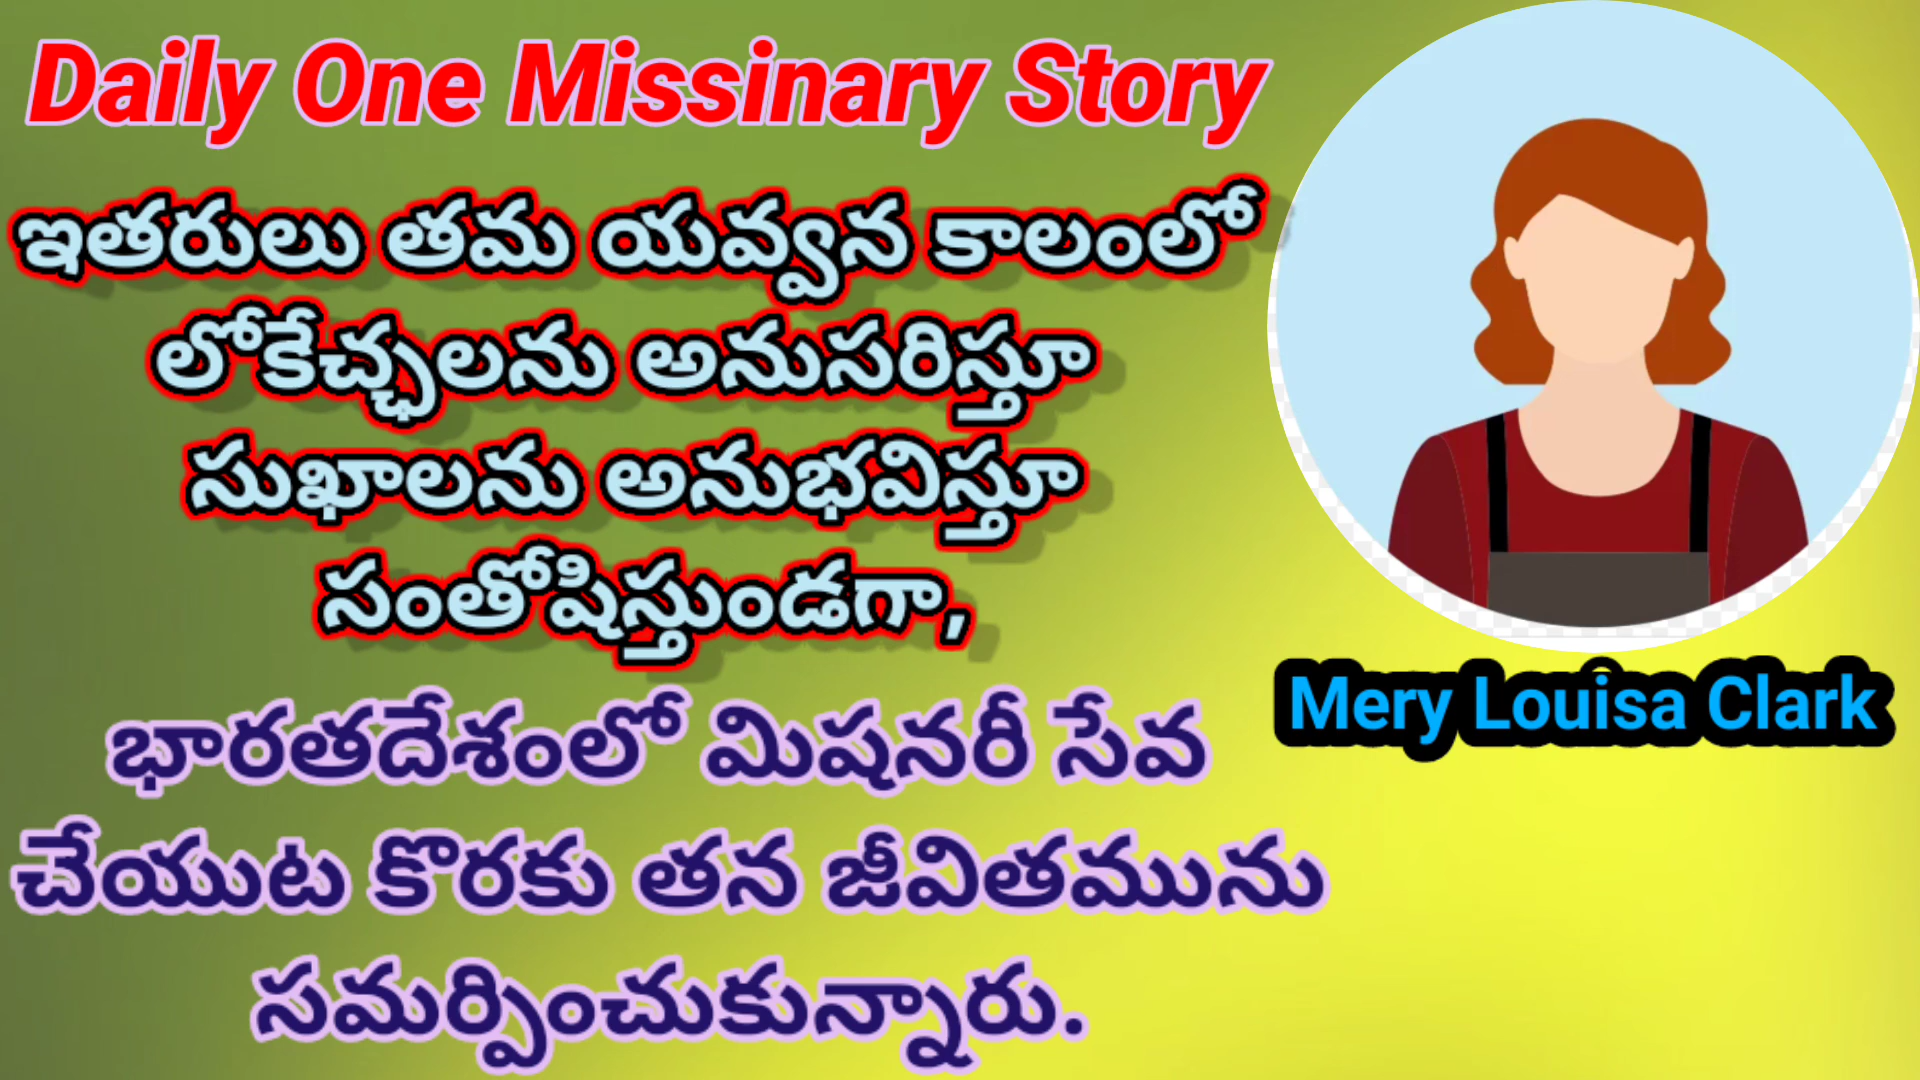 Daily One Missinary Story
ఇతరులు తమ యవ్వన కాలంలో
లోకేచ్ఛలను అనుసరిస్తూ
సుఖాలను అనుభవిస్తూ
సంతోషిస్తుండగా,
భారతదేశంలో మిషనరీ సేవ
చేయుట కొరకు తన జీవితమును
సమర్పించుకున్నారు.
Mery Louisa Clark